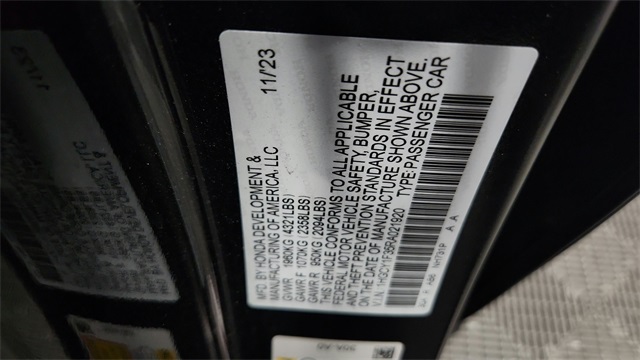 MFD BY HONDA DEVELOPMENT &
MANUFACTURING OF AMERICA, LLC
11/23
GVWR 1960KG (4321LBS)
GAWR F 1070KG (2358LBS)
GAWR R 950KG (2094LBS)
THIS VEHICLE CONFORMS TO ALL APPLICABLE
FEDERAL MOTOR VEHICLE SAFETY, BUMPER,
AND THEFT PREVENTION STANDARDS IN EFFECT
ON THE DATE OF MANUFACTURE SHOWN ABOVE.
V.I.N.: 1HGCY1F35RA021920 TYPE:PASSENGER CAR
A A